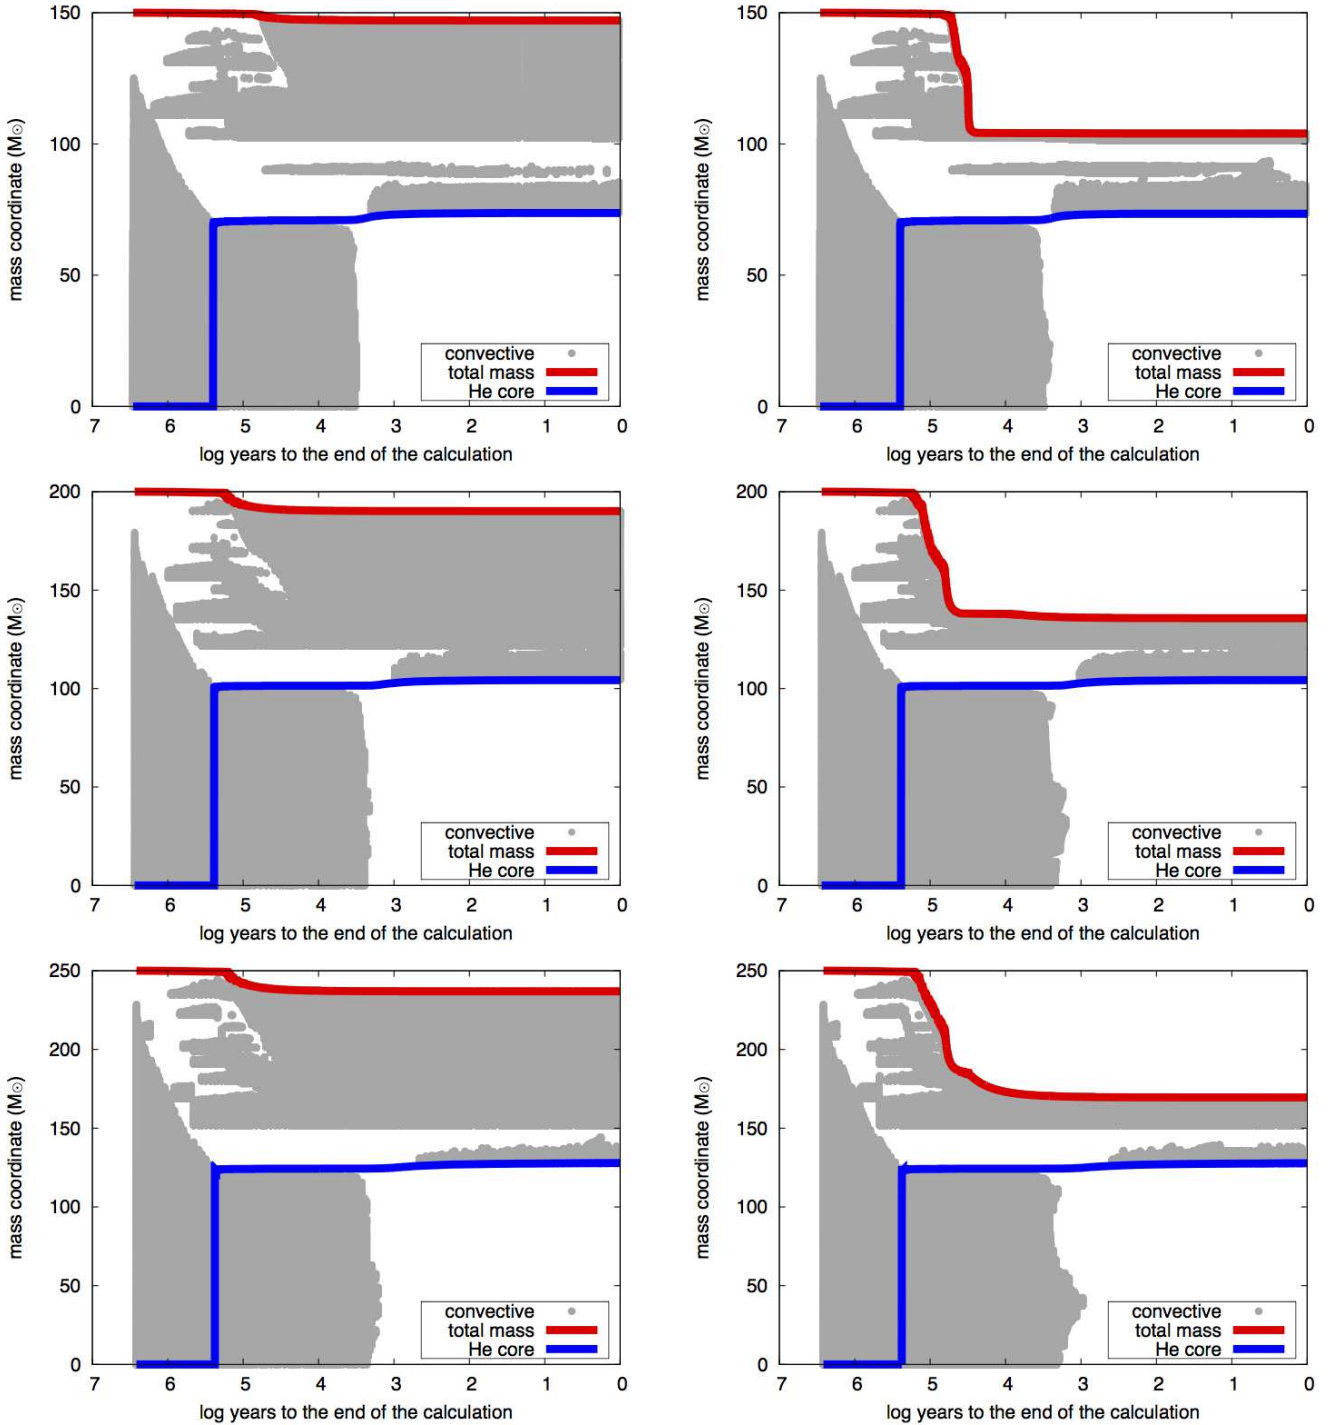 150
100
50
0
mass coordinate (M⊙)
convective
total mass
He core
7 6 5 4 3 2 1 0
log years to the end of the calculation
150
100
50
0
mass coordinate (M⊙)
convective
total mass
He core
7 6 5 4 3 2 1 0
log years to the end of the calculation
200
150
100
50
0
mass coordinate (M⊙)
convective
total mass
He core
7 6 5 4 3 2 1 0
log years to the end of the calculation
200
150
100
50
0
mass coordinate (M⊙)
convective
total mass
He core
7 6 5 4 3 2 1 0
log years to the end of the calculation
250
200
150
100
50
0
mass coordinate (M⊙)
convective
total mass
He core
7 6 5 4 3 2 1 0
log years to the end of the calculation
250
200
150
100
50
0
mass coordinate (M⊙)
convective
total mass
He core
7 6 5 4 3 2 1 0
log years to the end of the calculation